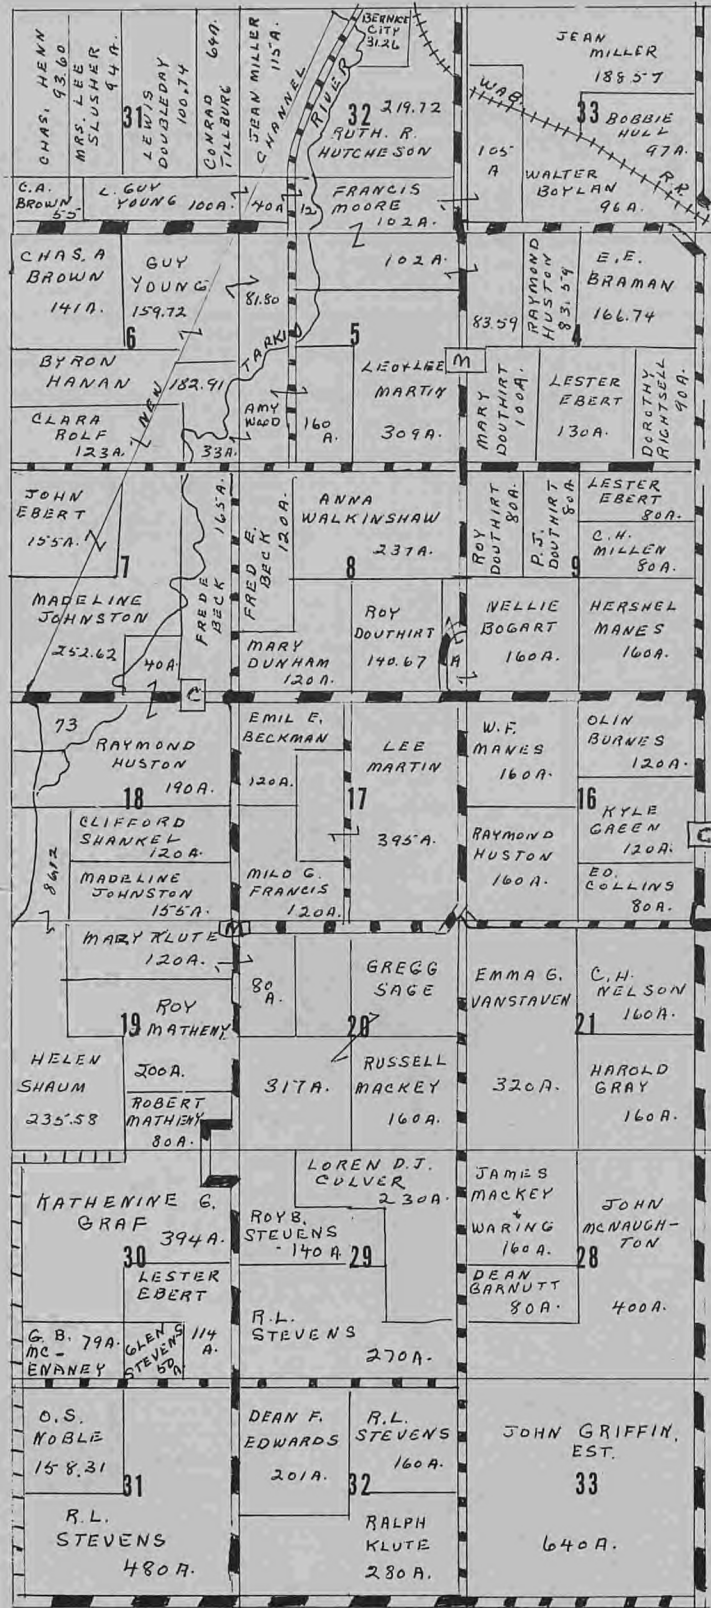 CHAS. HENN
93.60
MRS. LEE
SLUSHER
94A.
31
LEWIS
DOUBLEDAY
100.74
CONRAD
TILLBURG
64A.
JEAN MILLER
115A.
CHANNEL
RIVER
BERNICE
CITY
31.26
32
219.72
RUTH. R.
HUTCHESON
JEAN
MILLER
188.57
WAB.
R.R.
33
BOBBIE
HULL
97A.
105
A
WALTER
BOYLAN
96A.
C.A.
BROWN
55
L. GUY
YOUNG 100A.
40A
12
FRANCIS
MOORE
102A.
CHAS. A
BROWN
141A.
GUY
YOUNG
159.72
6
81.80
TARKIO
102A.
5
83.59
RAYMOND
HUSTON
83.59
E.E.
BRAMAN
166.74
4
BYRON
HANAN
182.91
NEW
CLARA
ROLF
123A.
33A.
AMY
WOOD
160
A.
LEO & LEE
MARTIN
309A.
M
MARY
DOUTHIRT
100A.
LESTER
EBERT
130A.
DOROTHY
RIGHTSELL
90A.
JOHN
EBERT
155A.
7
FRED E
BECK
165A.
FRED E.
BECK
120A.
ANNA
WALKINSHAW
237A.
8
ROY
DOUTHIRT
80A.
P.J.
DOUTHIRT
80A.
9
LESTER
EBERT
80A.
C.H.
MILLEN
80A.
MADELINE
JOHNSTON
252.62
40A.
MARY
DUNHAM
120A.
ROY
DOUTHIRT
140.67
A
NELLIE
BOGART
160A.
HERSHEL
MANES
160A.
C
73
RAYMOND
HUSTON
190A.
18
EMIL E.
BECKMAN
120A.
LEE
MARTIN
17
395A.
W.F.
MANES
160A.
16
OLIN
BURNES
120A.
CLIFFORD
SHANKEL
120A.
86.12
MADELINE
JOHNSTON
155A.
MILO G.
FRANCIS
120A.
RAYMOND
HUSTON
160A.
KYLE
GREEN
120A.
C
ED.
COLLINS
80A.
M
MARY KLUTE
120A.
80
A.
GREGG
SAGE
20
EMMA G.
VANSTAVEN
320A.
C.H.
NELSON
160A.
21
19
ROY
MATHENY
200A.
HELEN
SHAUM
235.58
317A.
RUSSELL
MACKEY
160A.
HAROLD
GRAY
160A.
ROBERT
MATHENY
80A.
KATHENINE G.
GRAF
394A.
30
LOREN D.J.
CULVER
230A.
ROY B.
STEVENS
140A
29
JAMES
MACKEY
&
WARING
160A.
JOHN
MCNAUGH-
TON
28
400A.
LESTER
EBERT
114
A.
DEAN
BARNUTT
80A.
G.B.
MC-
ENANEY
79A.
GLEN
STEVENS
50
A
R.L.
STEVENS
270A.
O.S.
NOBLE
158.31
31
DEAN F.
EDWARDS
201A.
R.L.
STEVENS
160A.
32
JOHN GRIFFIN,
EST.
33
640A.
R.L.
STEVENS
480A.
RALPH
KLUTE
280A.